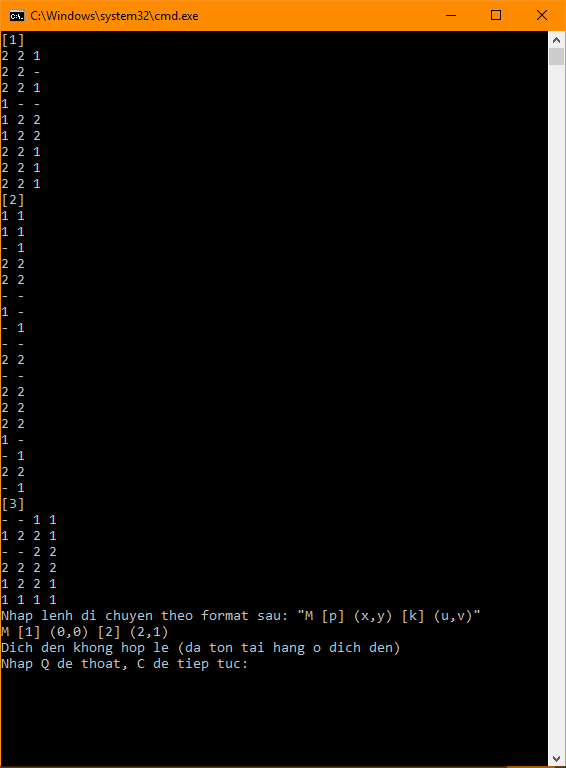 C:\Windows\system32\cmd.exe
[1]
2 2 1
2 2 -
2 2 1
1 - -
1 2 2
1 2 2
2 2 1
2 2 1
2 2 1
[2]
1 1
1 1
- 1
2 2
2 2
- -
1 -
- 1
- -
2 2
- -
2 2
2 2
2 2
1 -
- 1
2 2
- 1
[3]
- - 1 1
1 2 2 1
- - 2 2
2 2 2 2
1 2 2 1
1 1 1 1
Nhap lenh di chuyen theo format sau: "M [p] (x,y) [k] (u,v)"
M [1] (0,0) [2] (2,1)
Dich den khong hop le (da ton tai hang o dich den)
Nhap Q de thoat, C de tiep tuc: